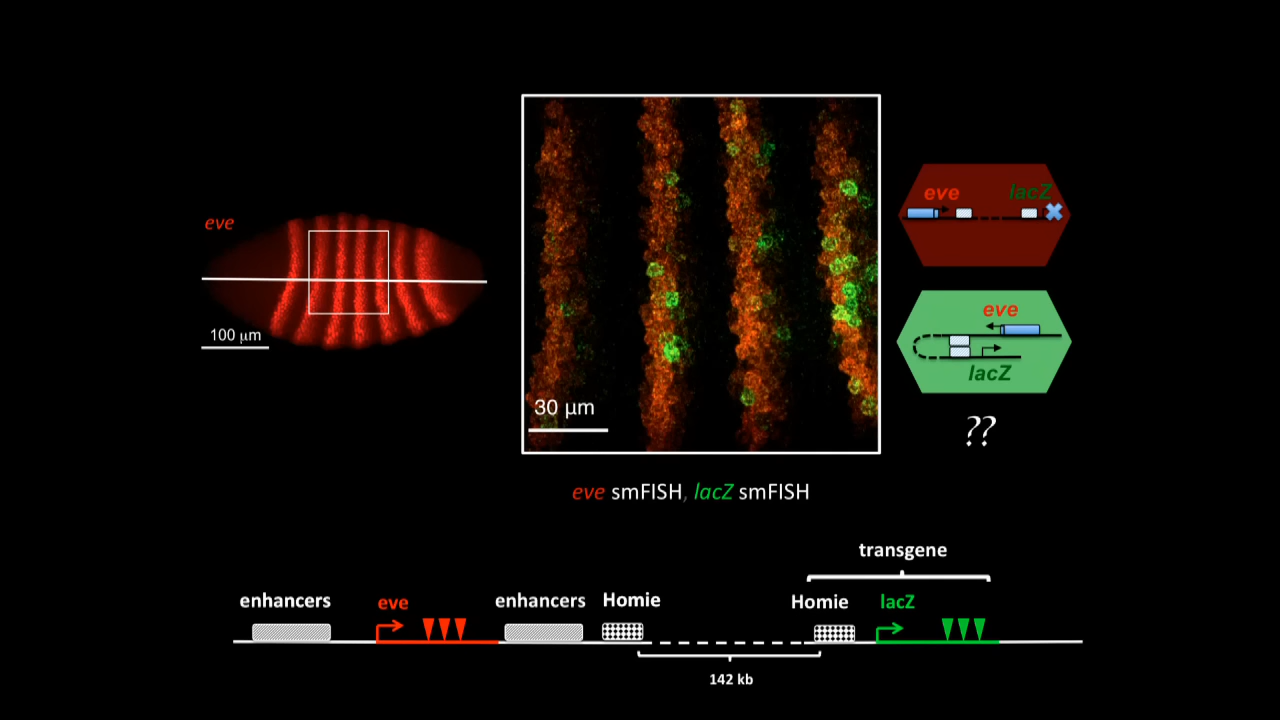 eve
100 μm
30 μm
eve lacZ
eve
lacZ
??
eve smFISH, lacZ smFISH
transgene
enhancers eve enhancers Homie Homie lacZ
142 kb